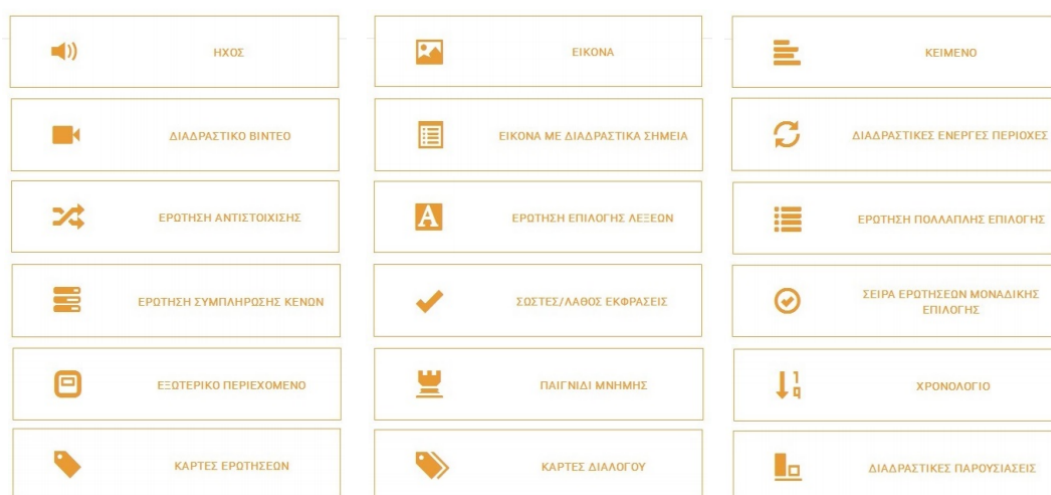 ΗΧΟΣ
ΕΙΚΟΝΑ
ΚΕΙΜΕΝΟ
ΔΙΑΔΡΑΣΤΙΚΟ ΒΙΝΤΕΟ
ΕΙΚΟΝΑ ΜΕ ΔΙΑΔΡΑΣΤΙΚΑ ΣΗΜΕΙΑ
ΔΙΑΔΡΑΣΤΙΚΕΣ ΕΝΕΡΓΕΣ ΠΕΡΙΟΧΕΣ
ΕΡΩΤΗΣΗ ΑΝΤΙΣΤΟΙΧΙΣΗΣ
ΕΡΩΤΗΣΗ ΕΠΙΛΟΓΗΣ ΛΕΞΕΩΝ
ΕΡΩΤΗΣΗ ΠΟΛΛΑΠΛΗΣ ΕΠΙΛΟΓΗΣ
ΕΡΩΤΗΣΗ ΣΥΜΠΛΗΡΩΣΗΣ ΚΕΝΩΝ
ΣΩΣΤΕΣ/ΛΑΘΟΣ ΕΚΦΡΑΣΕΙΣ
ΣΕΙΡΑ ΕΡΩΤΗΣΕΩΝ ΜΟΝΑΔΙΚΗΣ
ΕΠΙΛΟΓΗΣ
ΕΞΩΤΕΡΙΚΟ ΠΕΡΙΕΧΟΜΕΝΟ
ΠΑΙΓΝΙΔΙ ΜΝΗΜΗΣ
ΧΡΟΝΟΛΟΓΙΟ
ΚΑΡΤΕΣ ΕΡΩΤΗΣΕΩΝ
ΚΑΡΤΕΣ ΔΙΑΛΟΓΟΥ
ΔΙΑΔΡΑΣΤΙΚΕΣ ΠΑΡΟΥΣΙΑΣΕΙΣ